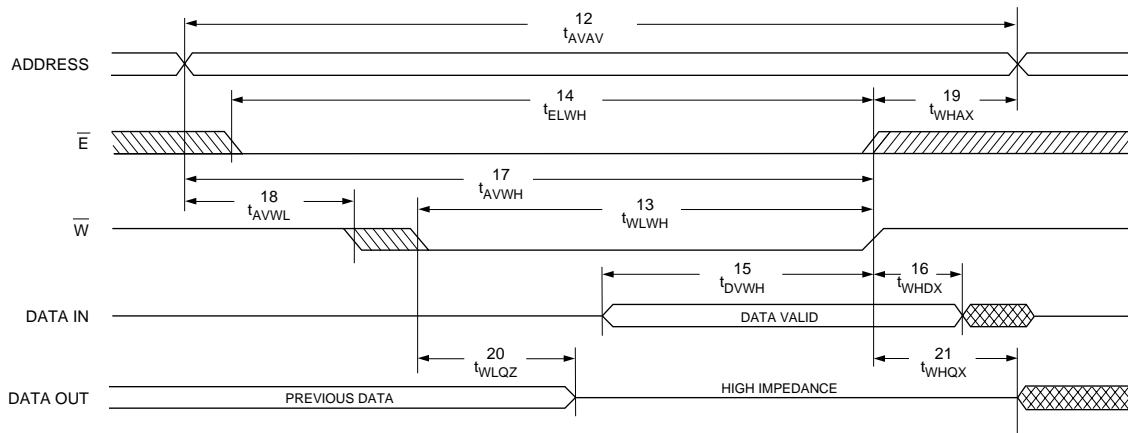 12
tAVAV
ADDRESS
14
tELWH
19
tWHAX
E
17
tAVWH
18
tAVWL
13
tWLWH
W
15
tDVWH
16
tWHDX
DATA IN
DATA VALID
20
tWLQZ
21
tWHQX
DATA OUT
PREVIOUS DATA
HIGH IMPEDANCE